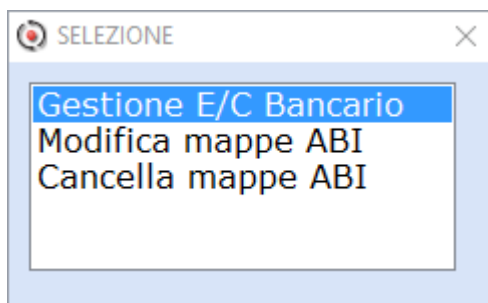 SELEZIONE
Gestione E/C Bancario
Modifica mappe ABI
Cancella mappe ABI